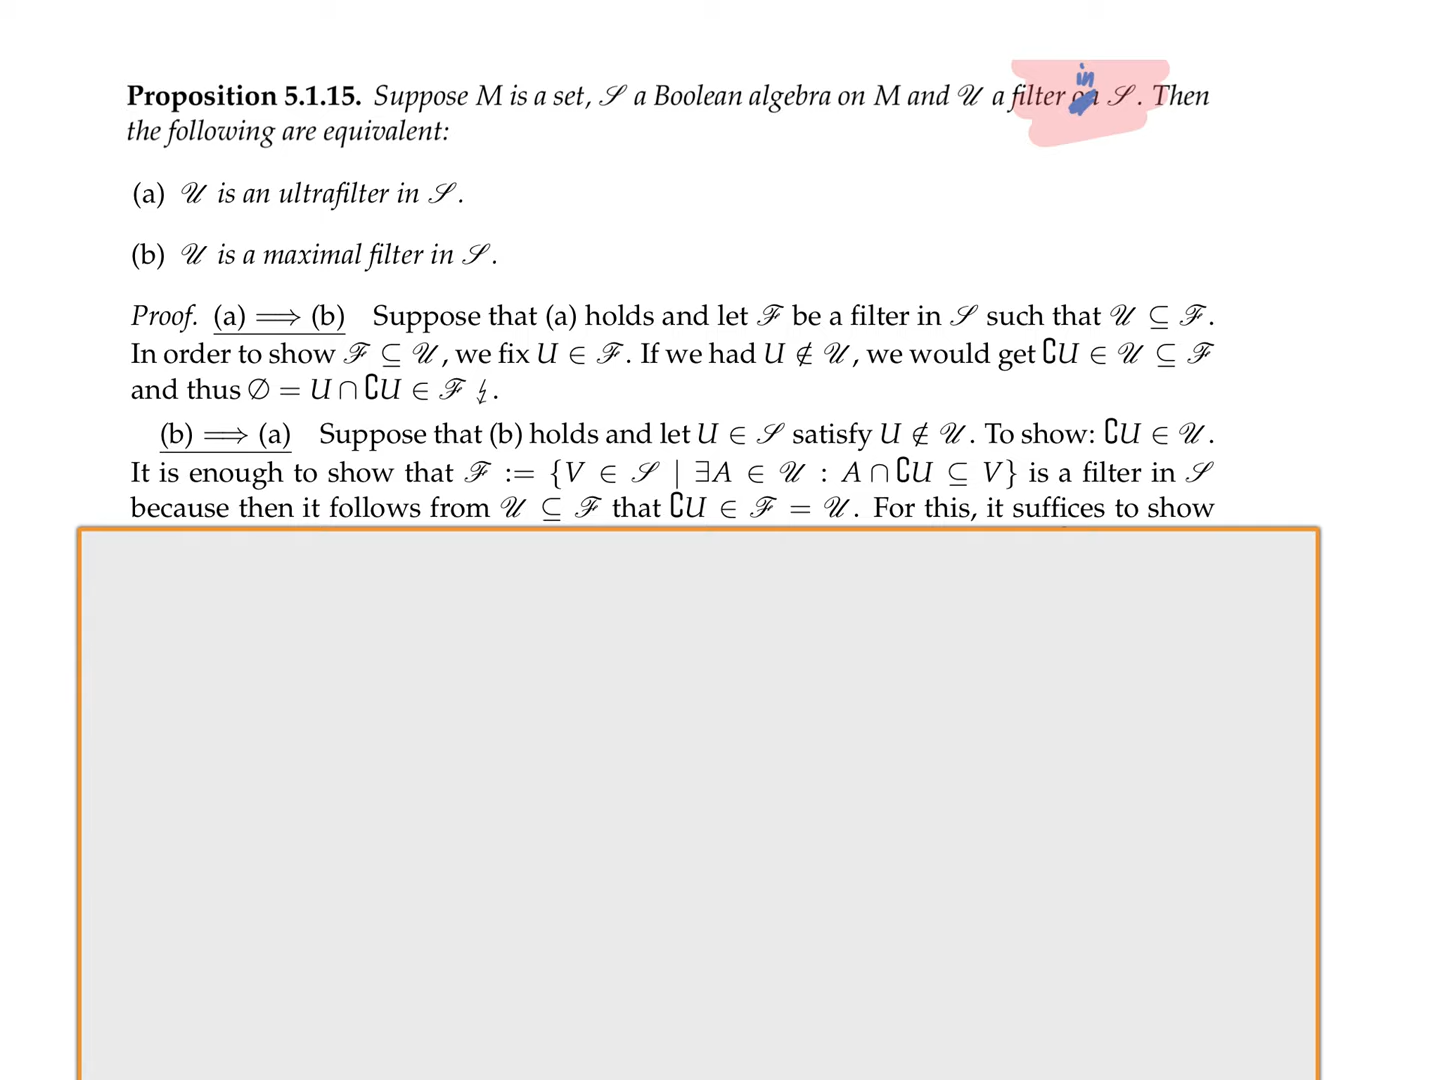 Proposition 5.1.15. Suppose M is a set, 𝒮 a Boolean algebra on M and 𝒰 a filter in 𝒮. Then
the following are equivalent:
(a) 𝒰 is an ultrafilter in 𝒮.
(b) 𝒰 is a maximal filter in 𝒮.
Proof. (a) ⟹ (b) Suppose that (a) holds and let ℱ be a filter in 𝒮 such that 𝒰 ⊆ ℱ.
In order to show ℱ ⊆ 𝒰, we fix U ∈ ℱ. If we had U ∉ 𝒰, we would get ∁U ∈ 𝒰 ⊆ ℱ
and thus ∅ = U ∩ ∁U ∈ ℱ ↯.
(b) ⟹ (a) Suppose that (b) holds and let U ∈ 𝒮 satisfy U ∉ 𝒰. To show: ∁U ∈ 𝒰.
It is enough to show that ℱ := {V ∈ 𝒮 | ∃A ∈ 𝒰 : A ∩ ∁U ⊆ V} is a filter in 𝒮
because then it follows from 𝒰 ⊆ ℱ that ∁U ∈ ℱ = 𝒰. For this, it suffices to show